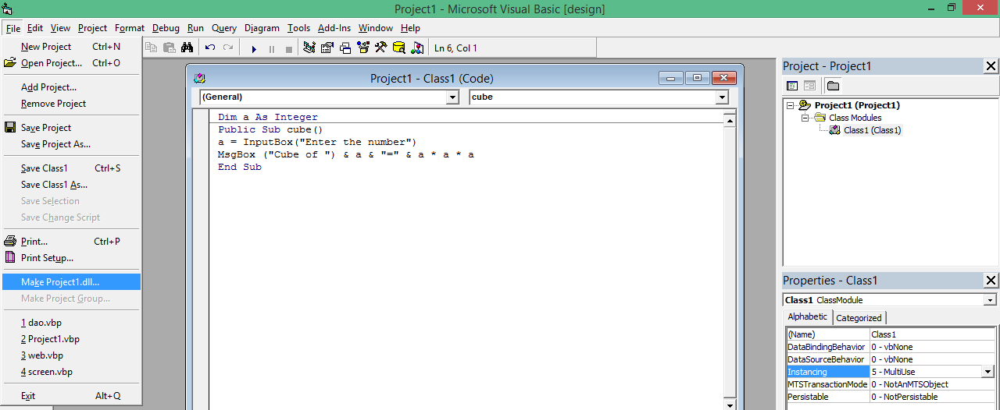 Project1 - Microsoft Visual Basic [design]
File Edit View Project Format Debug Run Query Diagram Tools Add-Ins Window Help
New Project Ctrl+N
Open Project... Ctrl+O
Add Project...
Remove Project
Save Project
Save Project As...
Save Class1 Ctrl+S
Save Class1 As...
Save Selection
Save Change Script
Print... Ctrl+P
Print Setup...
Make Project1.dll...
Make Project Group...
1 dao.vbp
2 Project1.vbp
3 web.vbp
4 screen.vbp
Exit Alt+Q
Ln 6, Col 1
Project1 - Class1 (Code)
(General) cube
Dim a As Integer
Public Sub cube()
a = InputBox("Enter the number")
MsgBox ("Cube of ") & a & "=" & a * a * a
End Sub
Project - Project1
Project1 (Project1)
Class Modules
Class1 (Class1)
Properties - Class1
Class1 ClassModule
Alphabetic Categorized
(Name) Class1
DataBindingBehavior 0 - vbNone
DataSourceBehavior 0 - vbNone
Instancing 5 - MultiUse
MTSTransactionMode 0 - NotAnMTSObject
Persistable 0 - NotPersistable